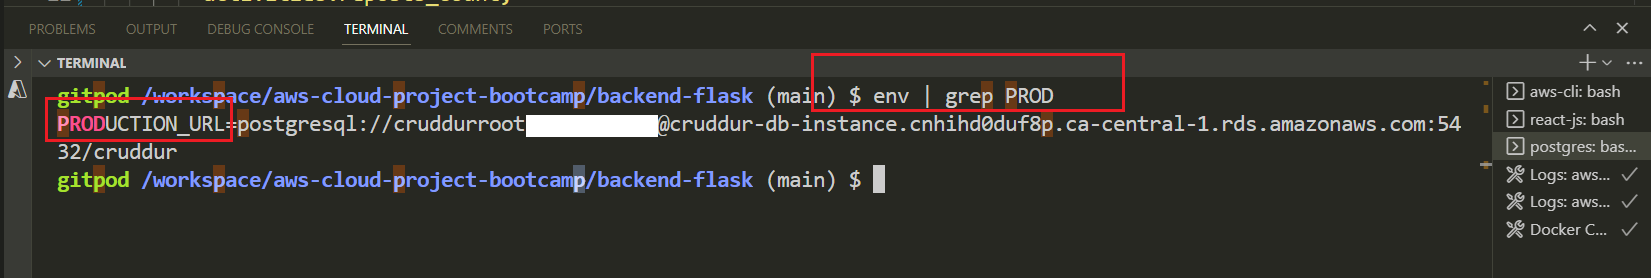 PROBLEMS OUTPUT DEBUG CONSOLE TERMINAL COMMENTS PORTS
TERMINAL
gitpod /workspace/aws-cloud-project-bootcamp/backend-flask (main) $ env | grep PROD
PRODUCTION_URL=postgresql://cruddurroot @cruddur-db-instance.cnhihd0duf8p.ca-central-1.rds.amazonaws.com:54
32/cruddur
gitpod /workspace/aws-cloud-project-bootcamp/backend-flask (main) $
aws-cli: bash
react-js: bash
postgres: bas...
Logs: aws...
Logs: aws...
Docker C...